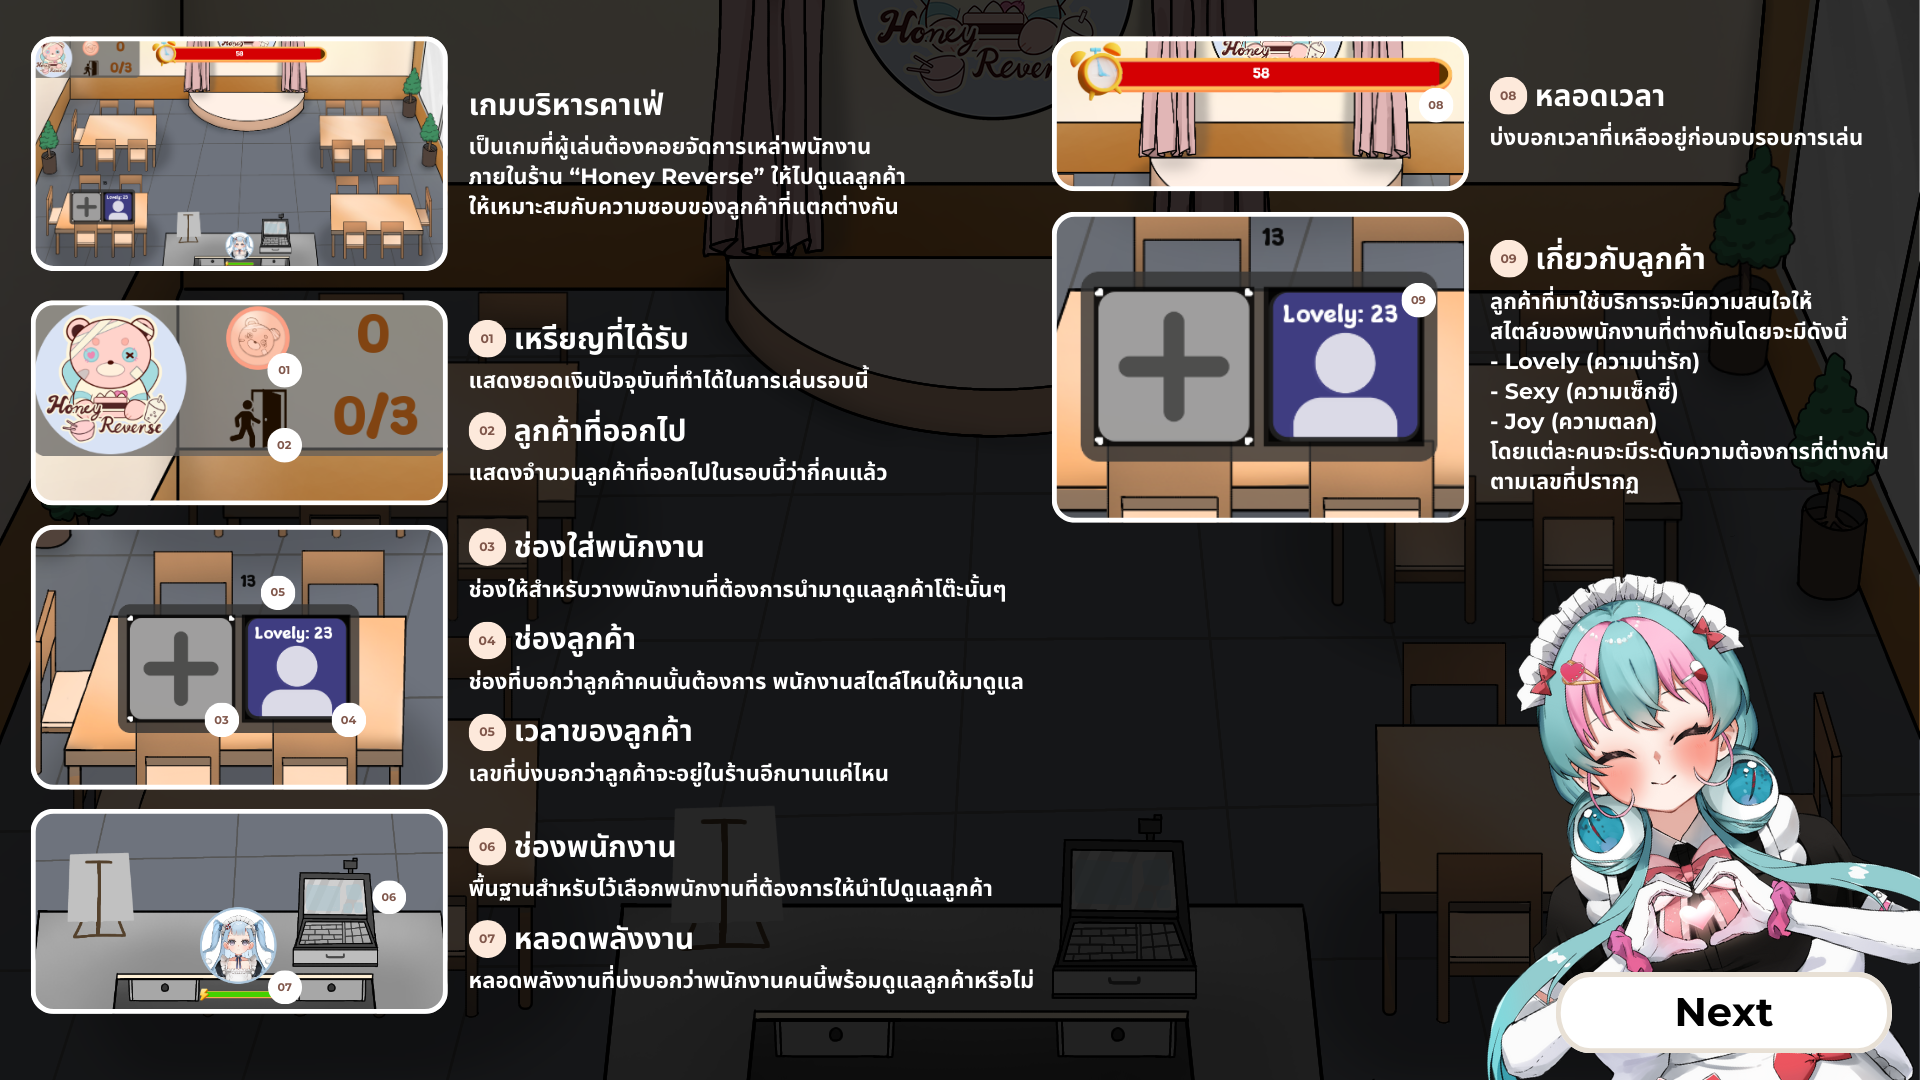 Honey
Reverse
0
0/3
58
เกมบริหารคาเฟ่
เป็นเกมที่ผู้เล่นต้องคอยจัดการเหล่าพนักงาน
ภายในร้าน “Honey Reverse” ให้ไปดูแลลูกค้า
ให้เหมาะสมกับความชอบของลูกค้าที่แตกต่างกัน
Lovely: 23
Honey
Reverse
0
0/3
01
02
01 เหรียญที่ได้รับ
แสดงยอดเงินปัจจุบันที่ทำได้ในการเล่นรอบนี้
02 ลูกค้าที่ออกไป
แสดงจำนวนลูกค้าที่ออกไปในรอบนี้ว่ากี่คนแล้ว
13
05
Lovely: 23
03
04
03 ช่องใส่พนักงาน
ช่องให้สำหรับวางพนักงานที่ต้องการนำมาดูแลลูกค้าโต๊ะนั้นๆ
04 ช่องลูกค้า
ช่องที่บอกว่าลูกค้าคนนั้นต้องการ พนักงานสไตล์ไหนให้มาดูแล
05 เวลาของลูกค้า
เลขที่บ่งบอกว่าลูกค้าจะอยู่ในร้านอีกนานแค่ไหน
06
07
06 ช่องพนักงาน
พื้นฐานสำหรับไว้เลือกพนักงานที่ต้องการให้นำไปดูแลลูกค้า
07 หลอดพลังงาน
หลอดพลังงานที่บ่งบอกว่าพนักงานคนนี้พร้อมดูแลลูกค้าหรือไม่
Honey
58
08
08 หลอดเวลา
บ่งบอกเวลาที่เหลืออยู่ก่อนจบรอบการเล่น
13
Lovely: 23
09
09 เกี่ยวกับลูกค้า
ลูกค้าที่มาใช้บริการจะมีความสนใจให้
สไตล์ของพนักงานที่ต่างกันโดยจะมีดังนี้
- Lovely (ความน่ารัก)
- Sexy (ความเซ็กซี่)
- Joy (ความตลก)
โดยแต่ละคนจะมีระดับความต้องการที่ต่างกัน
ตามเลขที่ปรากฏ
Next